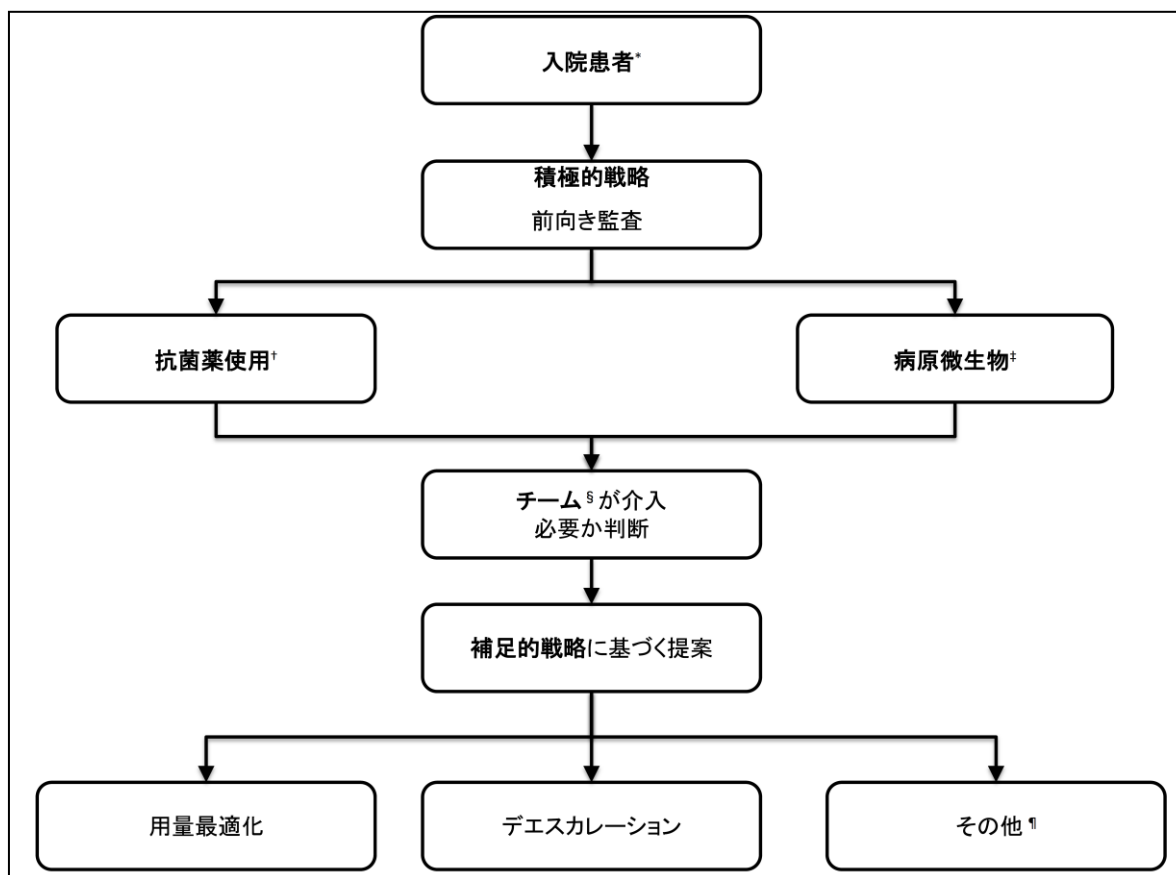 入院患者*
積極的戦略
前向き監査
抗菌薬使用†
病原微生物‡
チーム§が介入
必要か判断
補足的戦略に基づく提案
用量最適化
デエスカレーション
その他¶